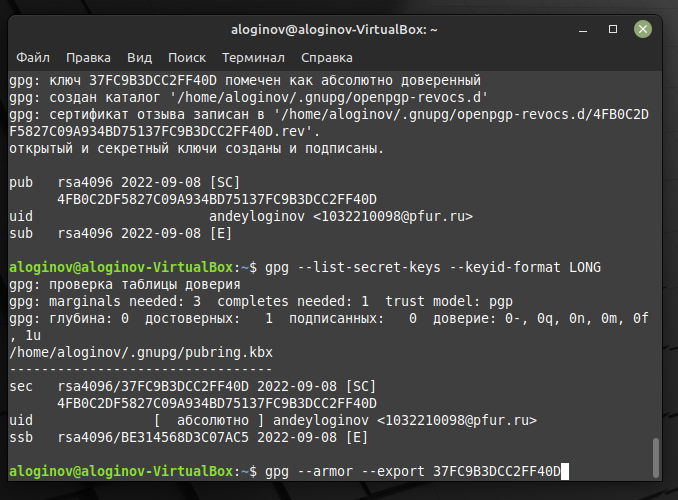 aloginov@aloginov-VirtualBox: ~
Файл Правка Вид Поиск Терминал Справка
gpg: ключ 37FC9B3DCC2FF40D помечен как абсолютно доверенный
gpg: создан каталог '/home/aloginov/.gnupg/openpgp-revocs.d'
gpg: сертификат отзыва записан в '/home/aloginov/.gnupg/openpgp-revocs.d/4FB0C2D
F5827C09A934BD75137FC9B3DCC2FF40D.rev'.
открытый и секретный ключи созданы и подписаны.
pub   rsa4096 2022-09-08 [SC]
      4FB0C2DF5827C09A934BD75137FC9B3DCC2FF40D
uid                      andeyloginov <1032210098@pfur.ru>
sub   rsa4096 2022-09-08 [E]
aloginov@aloginov-VirtualBox:~$ gpg --list-secret-keys --keyid-format LONG
gpg: проверка таблицы доверия
gpg: marginals needed: 3  completes needed: 1  trust model: pgp
gpg: глубина: 0  достоверных:   1  подписанных:   0  доверие: 0-, 0q, 0n, 0m, 0f
, 1u
/home/aloginov/.gnupg/pubring.kbx
---------------------------------
sec   rsa4096/37FC9B3DCC2FF40D 2022-09-08 [SC]
      4FB0C2DF5827C09A934BD75137FC9B3DCC2FF40D
uid               [  абсолютно ] andeyloginov <1032210098@pfur.ru>
ssb   rsa4096/BE314568D3C07AC5 2022-09-08 [E]
aloginov@aloginov-VirtualBox:~$ gpg --armor --export 37FC9B3DCC2FF40D